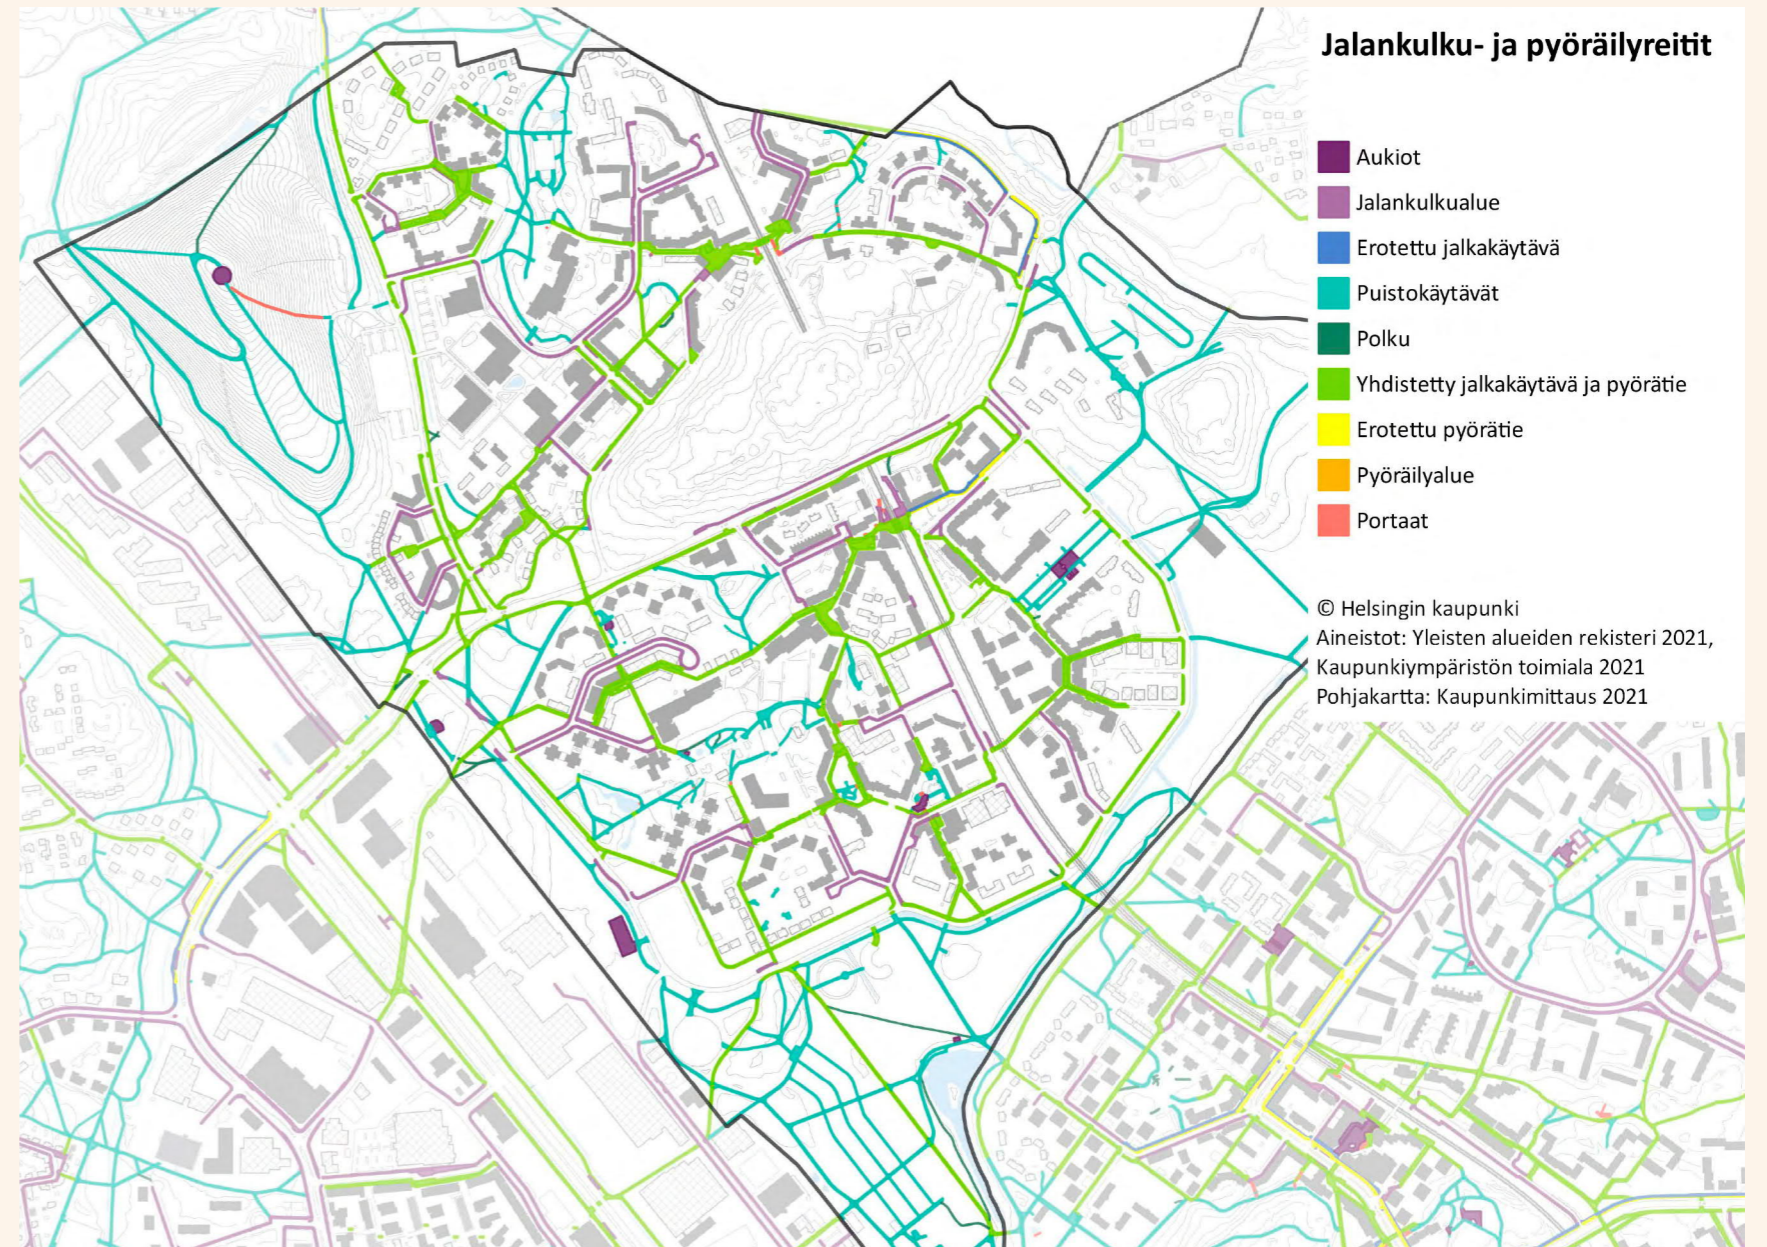 Jalankulku- ja pyöräilyreitit
Aukiot
Jalankulkualue
Erotettu jalkakäytävä
Puistokäytävät
Polku
Yhdistetty jalkakäytävä ja pyörätie
Erotettu pyörätie
Pyöräilyalue
Portaat
© Helsingin kaupunki
Aineistot: Yleisten alueiden rekisteri 2021,
Kaupunkiympäristön toimiala 2021
Pohjakartta: Kaupunkimittaus 2021